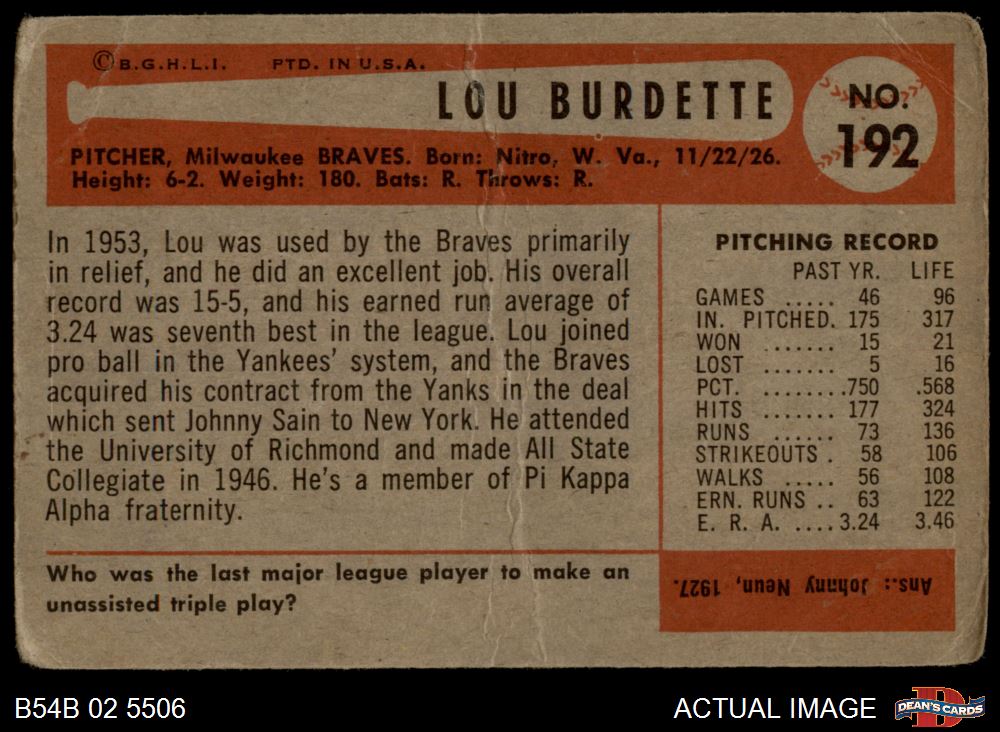 © B.G.H.L.I. PTD. IN U.S.A.
LOU BURDETTE
NO.
192
PITCHER, Milwaukee BRAVES. Born: Nitro, W. Va., 11/22/26.
Height: 6-2. Weight: 180. Bats: R. Throws: R.
In 1953, Lou was used by the Braves primarily
in relief, and he did an excellent job. His overall
record was 15-5, and his earned run average of
3.24 was seventh best in the league. Lou joined
pro ball in the Yankees' system, and the Braves
acquired his contract from the Yanks in the deal
which sent Johnny Sain to New York. He attended
the University of Richmond and made All State
Collegiate in 1946. He's a member of Pi Kappa
Alpha fraternity.
PITCHING RECORD
PAST YR. LIFE
GAMES ..... 46 96
IN. PITCHED. 175 317
WON ....... 15 21
LOST ....... 5 16
PCT. ........750 .568
HITS ....... 177 324
RUNS ...... 73 136
STRIKEOUTS . 58 106
WALKS ..... 56 108
ERN. RUNS .. 63 122
E. R. A. ....3.24 3.46
Who was the last major league player to make an
unassisted triple play?
Ans.: Johnny Neun, 1927.
B54B 02 5506
ACTUAL IMAGE
D
DEAN'S CARDS